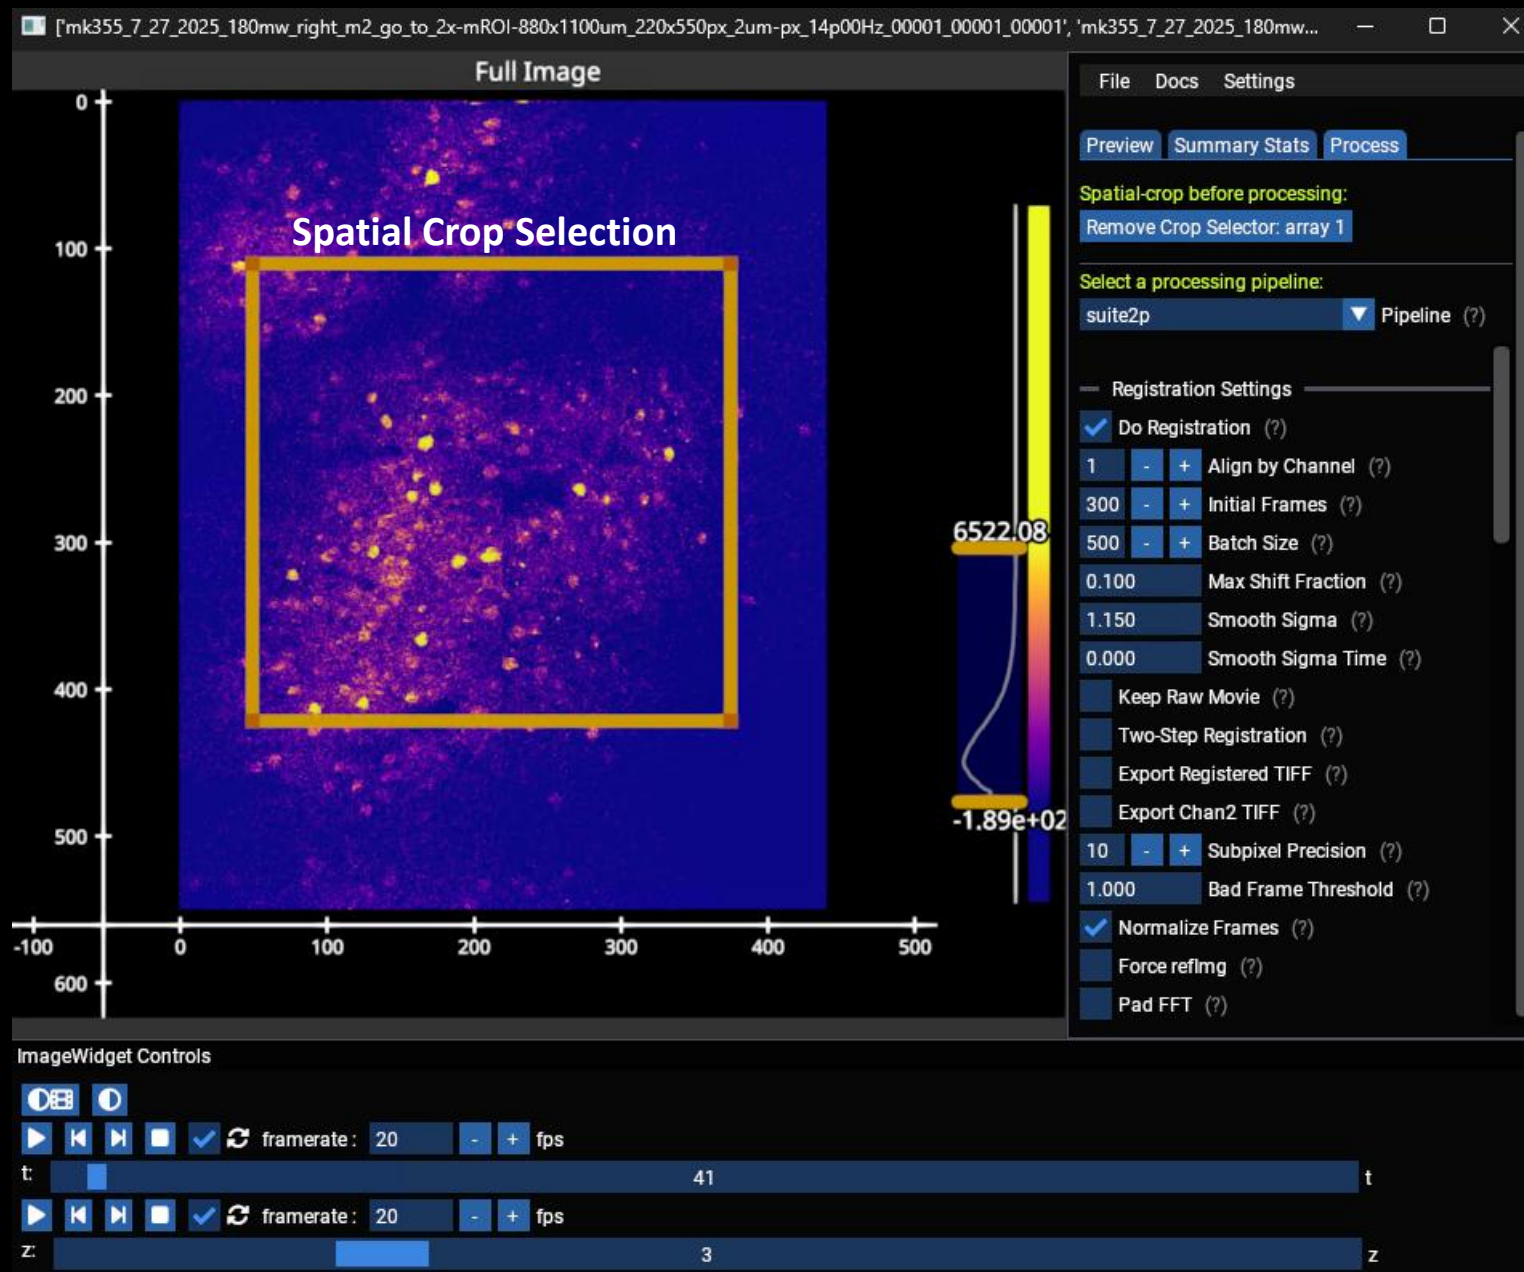 ['mk355_7_27_2025_180mw_right_m2_go_to_2x-mROI-880x1100um_220x550px_2um-px_14p00Hz_00001_00001_00001', 'mk355_7_27_2025_180mw...
Full Image
File Docs Settings
Preview Summary Stats Process
Spatial-crop before processing:
Remove Crop Selector: array 1
Select a processing pipeline:
suite2p Pipeline (?)
Registration Settings
Do Registration (?)
1 - + Align by Channel (?)
300 - + Initial Frames (?)
500 - + Batch Size (?)
0.100 Max Shift Fraction (?)
1.150 Smooth Sigma (?)
0.000 Smooth Sigma Time (?)
Keep Raw Movie (?)
Two-Step Registration (?)
Export Registered TIFF (?)
Export Chan2 TIFF (?)
10 - + Subpixel Precision (?)
1.000 Bad Frame Threshold (?)
Normalize Frames (?)
Force refImg (?)
Pad FFT (?)
Spatial Crop Selection
0
100
200
300
400
500
600
-100 0 100 200 300 400 500
6522.08
-1.89e+02
ImageWidget Controls
framerate: 20 - + fps
t: 41 t
framerate: 20 - + fps
z: 3 z